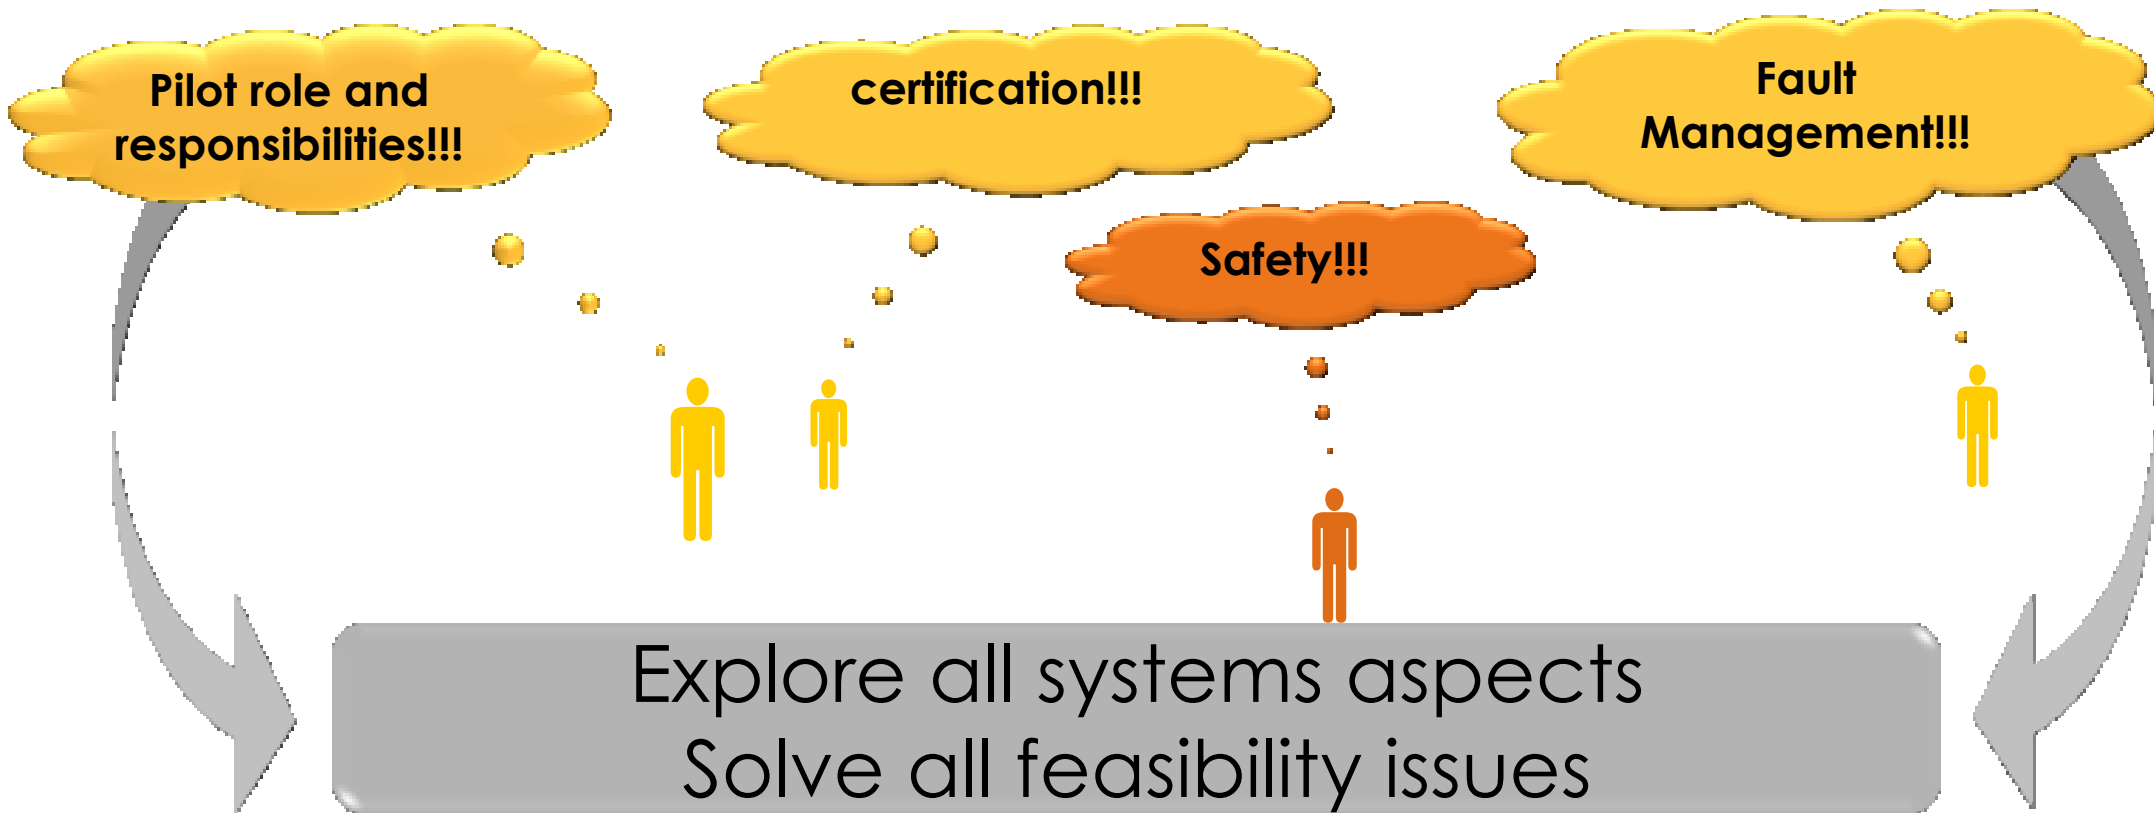 Pilot role and
responsibilities!!!
certification!!!
Fault
Management!!!
Safety!!!
Explore all systems aspects
Solve all feasibility issues